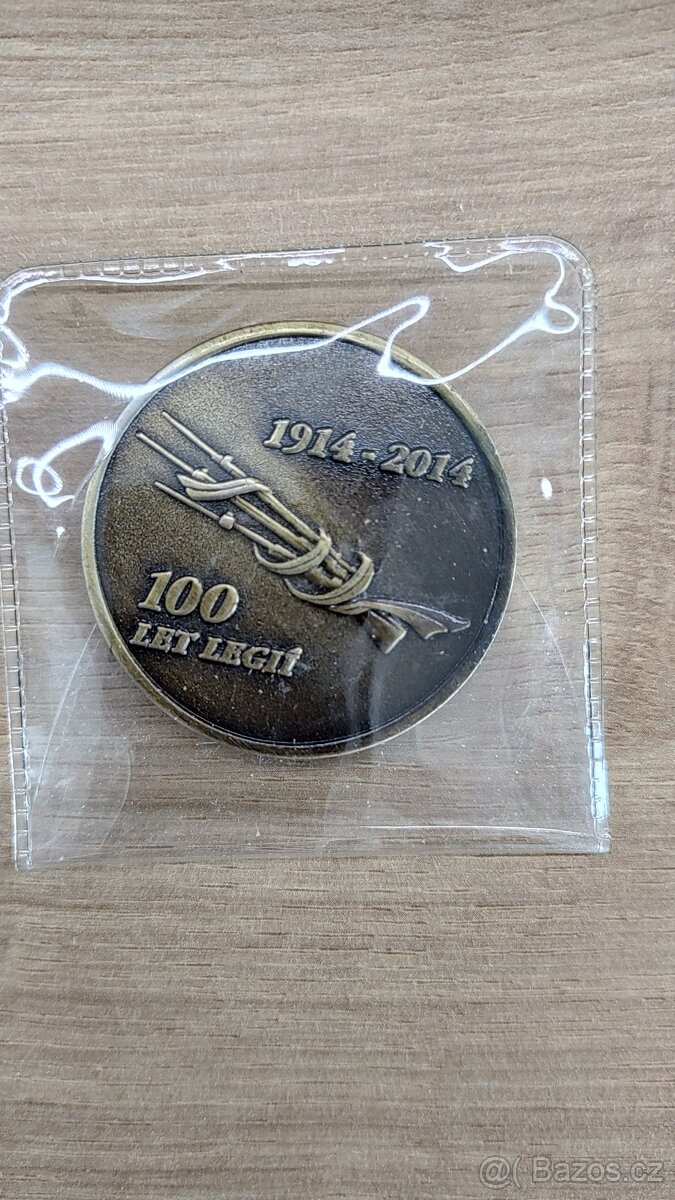 1914 - 2014
100
LET LEGIÍ
@( Bazos.cz